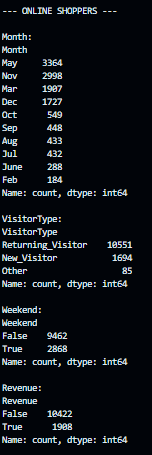 --- ONLINE SHOPPERS ---
Month:
Month
May 3364
Nov 2998
Mar 1907
Dec 1727
Oct 549
Sep 448
Aug 433
Jul 432
June 288
Feb 184
Name: count, dtype: int64
VisitorType:
VisitorType
Returning_Visitor 10551
New_Visitor 1694
Other 85
Name: count, dtype: int64
Weekend:
Weekend
False 9462
True 2868
Name: count, dtype: int64
Revenue:
Revenue
False 10422
True 1908
Name: count, dtype: int64